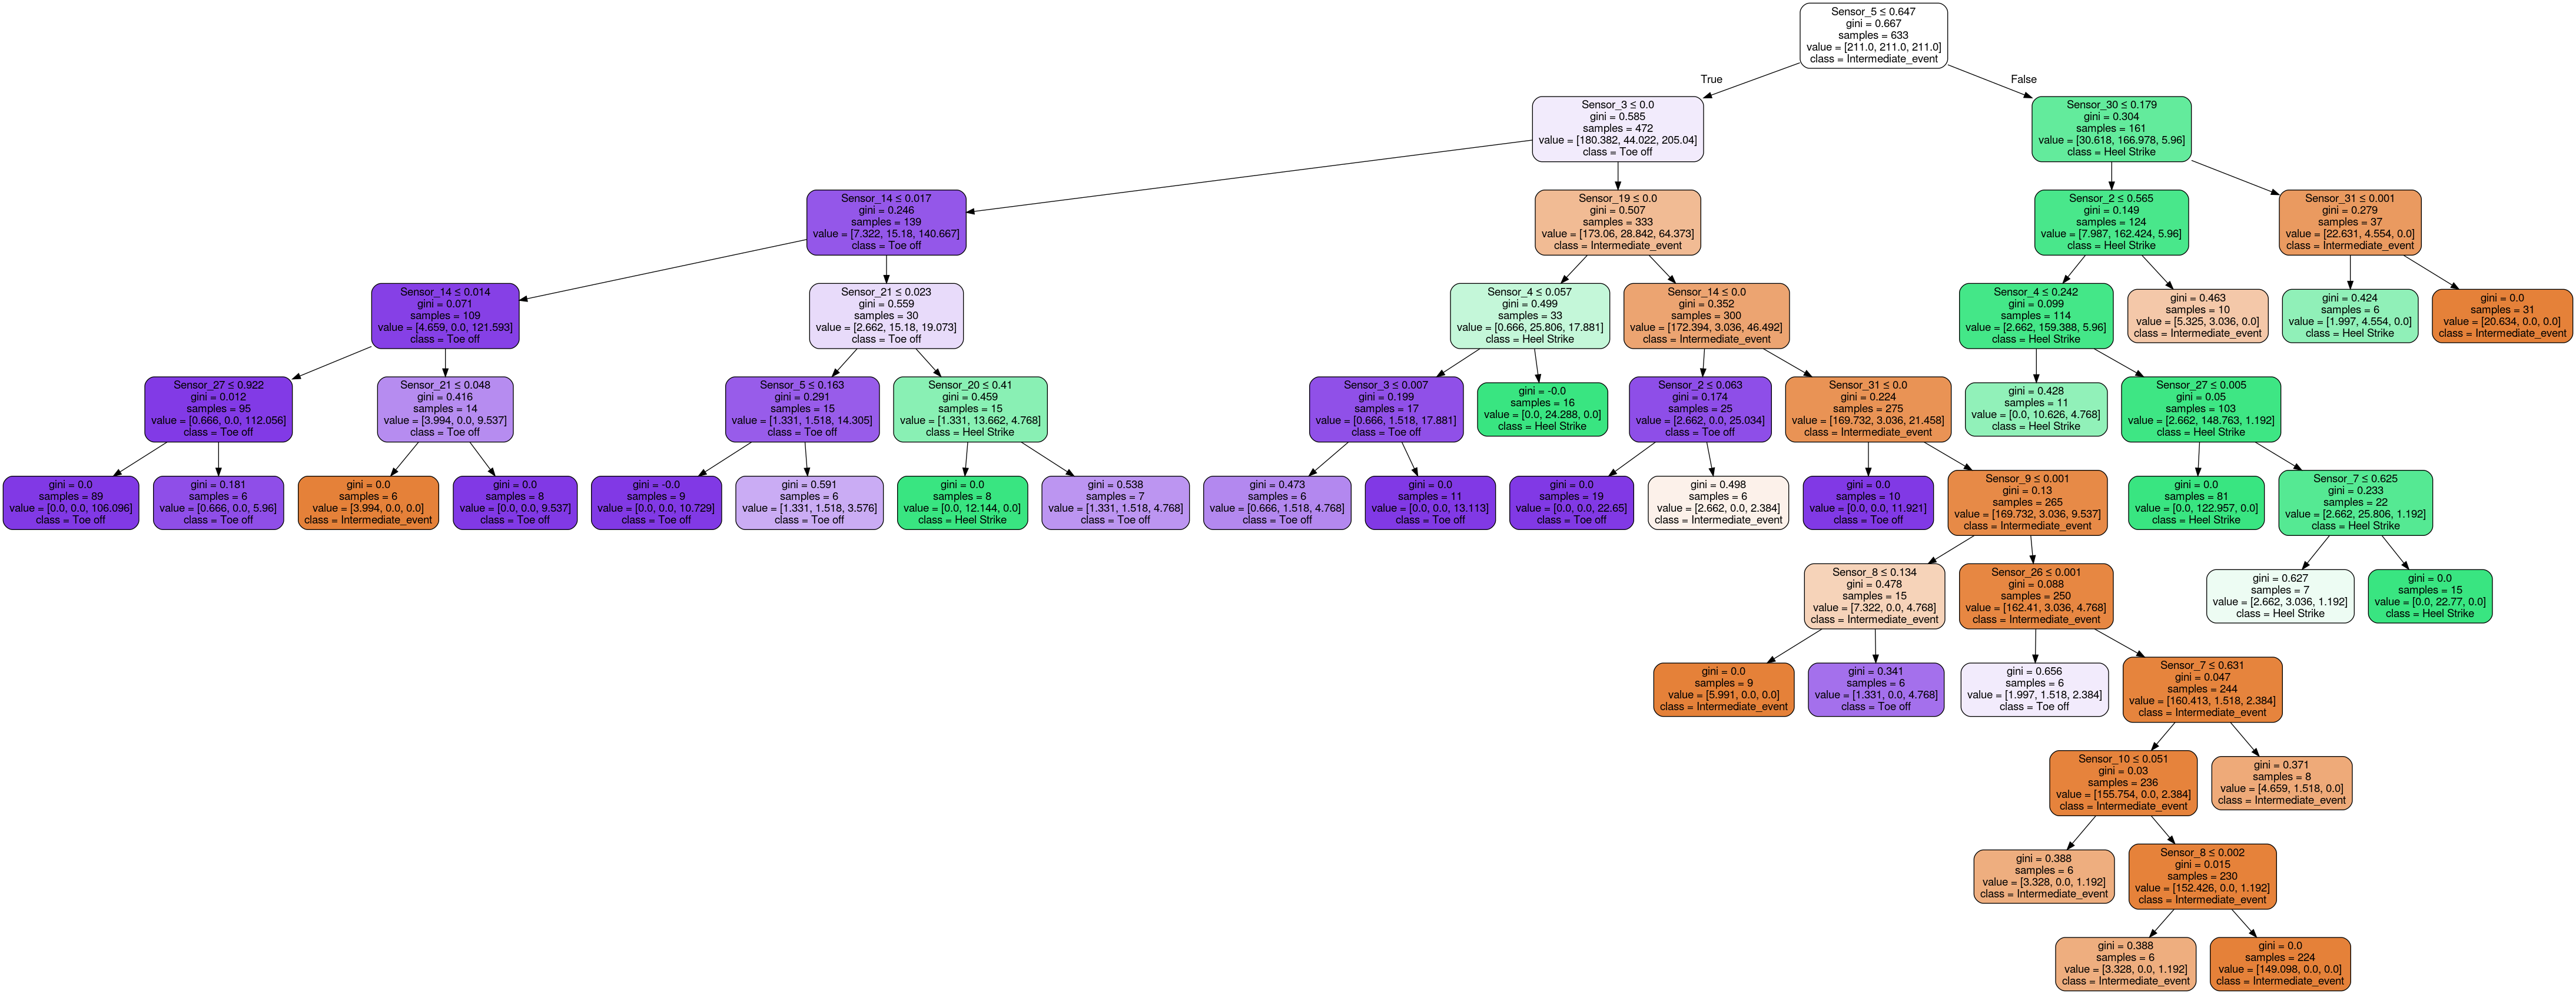 Sensor_5 ≤ 0.647
gini = 0.667
samples = 633
value = [211.0, 211.0, 211.0]
class = Intermediate_event
True
False
Sensor_3 ≤ 0.0
gini = 0.585
samples = 472
value = [180.382, 44.022, 205.04]
class = Toe off
Sensor_30 ≤ 0.179
gini = 0.304
samples = 161
value = [30.618, 166.978, 5.96]
class = Heel Strike
Sensor_14 ≤ 0.017
gini = 0.246
samples = 139
value = [7.322, 15.18, 140.667]
class = Toe off
Sensor_19 ≤ 0.0
gini = 0.507
samples = 333
value = [173.06, 28.842, 64.373]
class = Intermediate_event
Sensor_2 ≤ 0.565
gini = 0.149
samples = 124
value = [7.987, 162.424, 5.96]
class = Heel Strike
Sensor_31 ≤ 0.001
gini = 0.279
samples = 37
value = [22.631, 4.554, 0.0]
class = Intermediate_event
Sensor_14 ≤ 0.014
gini = 0.071
samples = 109
value = [4.659, 0.0, 121.593]
class = Toe off
Sensor_21 ≤ 0.023
gini = 0.559
samples = 30
value = [2.662, 15.18, 19.073]
class = Toe off
Sensor_4 ≤ 0.057
gini = 0.499
samples = 33
value = [0.666, 25.806, 17.881]
class = Heel Strike
Sensor_14 ≤ 0.0
gini = 0.352
samples = 300
value = [172.394, 3.036, 46.492]
class = Intermediate_event
Sensor_4 ≤ 0.242
gini = 0.099
samples = 114
value = [2.662, 159.388, 5.96]
class = Heel Strike
gini = 0.463
samples = 10
value = [5.325, 3.036, 0.0]
class = Intermediate_event
gini = 0.424
samples = 6
value = [1.997, 4.554, 0.0]
class = Heel Strike
gini = 0.0
samples = 31
value = [20.634, 0.0, 0.0]
class = Intermediate_event
Sensor_27 ≤ 0.922
gini = 0.012
samples = 95
value = [0.666, 0.0, 112.056]
class = Toe off
Sensor_21 ≤ 0.048
gini = 0.416
samples = 14
value = [3.994, 0.0, 9.537]
class = Toe off
Sensor_5 ≤ 0.163
gini = 0.291
samples = 15
value = [1.331, 1.518, 14.305]
class = Toe off
Sensor_20 ≤ 0.41
gini = 0.459
samples = 15
value = [1.331, 13.662, 4.768]
class = Heel Strike
Sensor_3 ≤ 0.007
gini = 0.199
samples = 17
value = [0.666, 1.518, 17.881]
class = Toe off
gini = -0.0
samples = 16
value = [0.0, 24.288, 0.0]
class = Heel Strike
Sensor_2 ≤ 0.063
gini = 0.174
samples = 25
value = [2.662, 0.0, 25.034]
class = Toe off
Sensor_31 ≤ 0.0
gini = 0.224
samples = 275
value = [169.732, 3.036, 21.458]
class = Intermediate_event
gini = 0.428
samples = 11
value = [0.0, 10.626, 4.768]
class = Heel Strike
Sensor_27 ≤ 0.005
gini = 0.05
samples = 103
value = [2.662, 148.763, 1.192]
class = Heel Strike
gini = 0.0
samples = 89
value = [0.0, 0.0, 106.096]
class = Toe off
gini = 0.181
samples = 6
value = [0.666, 0.0, 5.96]
class = Toe off
gini = 0.0
samples = 6
value = [3.994, 0.0, 0.0]
class = Intermediate_event
gini = 0.0
samples = 8
value = [0.0, 0.0, 9.537]
class = Toe off
gini = -0.0
samples = 9
value = [0.0, 0.0, 10.729]
class = Toe off
gini = 0.591
samples = 6
value = [1.331, 1.518, 3.576]
class = Toe off
gini = 0.0
samples = 8
value = [0.0, 12.144, 0.0]
class = Heel Strike
gini = 0.538
samples = 7
value = [1.331, 1.518, 4.768]
class = Toe off
gini = 0.473
samples = 6
value = [0.666, 1.518, 4.768]
class = Toe off
gini = 0.0
samples = 11
value = [0.0, 0.0, 13.113]
class = Toe off
gini = 0.0
samples = 19
value = [0.0, 0.0, 22.65]
class = Toe off
gini = 0.498
samples = 6
value = [2.662, 0.0, 2.384]
class = Intermediate_event
gini = 0.0
samples = 10
value = [0.0, 0.0, 11.921]
class = Toe off
Sensor_9 ≤ 0.001
gini = 0.13
samples = 265
value = [169.732, 3.036, 9.537]
class = Intermediate_event
gini = 0.0
samples = 81
value = [0.0, 122.957, 0.0]
class = Heel Strike
Sensor_7 ≤ 0.625
gini = 0.233
samples = 22
value = [2.662, 25.806, 1.192]
class = Heel Strike
Sensor_8 ≤ 0.134
gini = 0.478
samples = 15
value = [7.322, 0.0, 4.768]
class = Intermediate_event
Sensor_26 ≤ 0.001
gini = 0.088
samples = 250
value = [162.41, 3.036, 4.768]
class = Intermediate_event
gini = 0.627
samples = 7
value = [2.662, 3.036, 1.192]
class = Heel Strike
gini = 0.0
samples = 15
value = [0.0, 22.77, 0.0]
class = Heel Strike
gini = 0.0
samples = 9
value = [5.991, 0.0, 0.0]
class = Intermediate_event
gini = 0.341
samples = 6
value = [1.331, 0.0, 4.768]
class = Toe off
gini = 0.656
samples = 6
value = [1.997, 1.518, 2.384]
class = Toe off
Sensor_7 ≤ 0.631
gini = 0.047
samples = 244
value = [160.413, 1.518, 2.384]
class = Intermediate_event
Sensor_10 ≤ 0.051
gini = 0.03
samples = 236
value = [155.754, 0.0, 2.384]
class = Intermediate_event
gini = 0.371
samples = 8
value = [4.659, 1.518, 0.0]
class = Intermediate_event
gini = 0.388
samples = 6
value = [3.328, 0.0, 1.192]
class = Intermediate_event
Sensor_8 ≤ 0.002
gini = 0.015
samples = 230
value = [152.426, 0.0, 1.192]
class = Intermediate_event
gini = 0.388
samples = 6
value = [3.328, 0.0, 1.192]
class = Intermediate_event
gini = 0.0
samples = 224
value = [149.098, 0.0, 0.0]
class = Intermediate_event